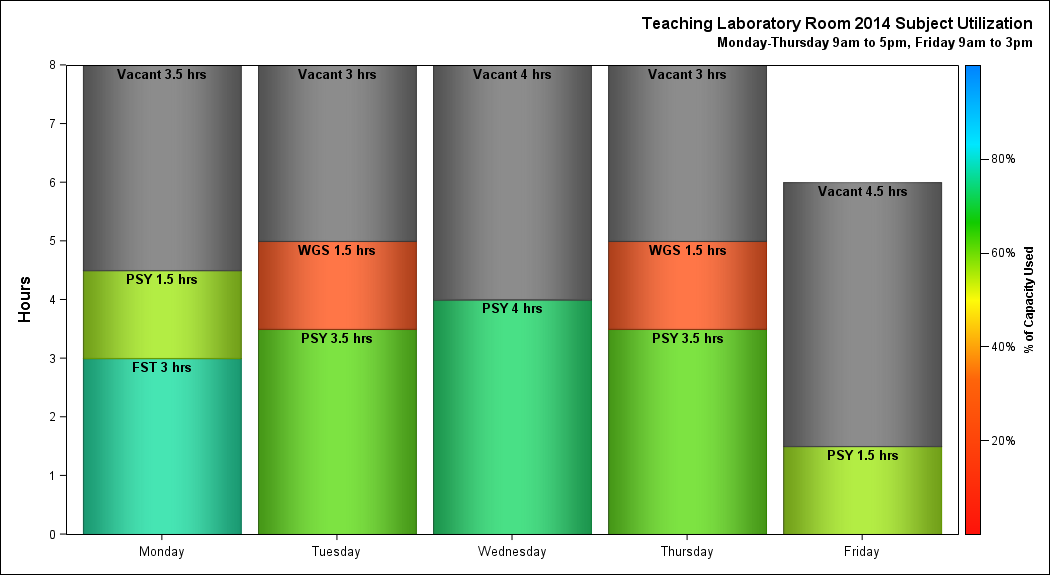 Teaching Laboratory Room 2014 Subject Utilization
Monday-Thursday 9am to 5pm, Friday 9am to 3pm
Hours
8
7
6
5
4
3
2
1
0
Vacant 3.5 hrs
PSY 1.5 hrs
FST 3 hrs
Vacant 3 hrs
WGS 1.5 hrs
PSY 3.5 hrs
Vacant 4 hrs
PSY 4 hrs
Vacant 3 hrs
WGS 1.5 hrs
PSY 3.5 hrs
Vacant 4.5 hrs
PSY 1.5 hrs
Monday
Tuesday
Wednesday
Thursday
Friday
80%
60%
40%
20%
% of Capacity Used